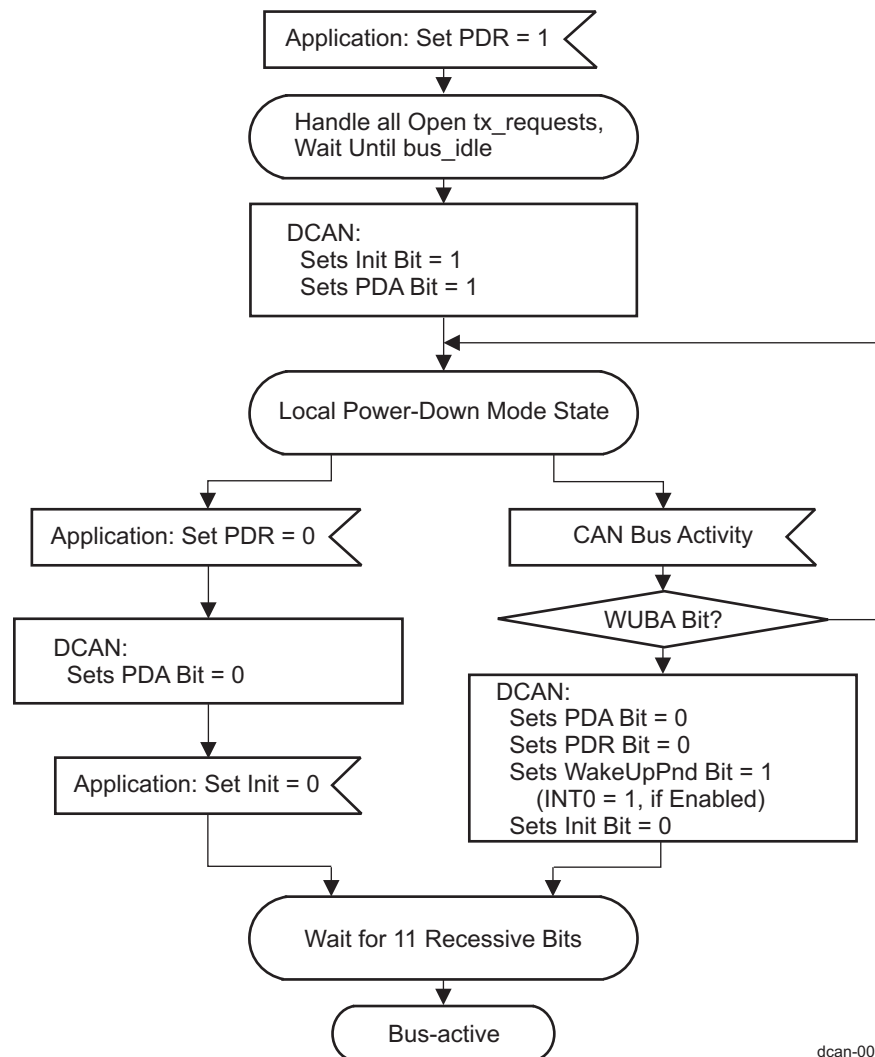 Application: Set PDR = 1
Handle all Open tx_requests,
Wait Until bus_idle
DCAN:
Sets Init Bit = 1
Sets PDA Bit = 1
Local Power-Down Mode State
Application: Set PDR = 0
CAN Bus Activity
WUBA Bit?
DCAN:
Sets PDA Bit = 0
DCAN:
Sets PDA Bit = 0
Sets PDR Bit = 0
Sets WakeUpPnd Bit = 1
(INT0 = 1, if Enabled)
Sets Init Bit = 0
Application: Set Init = 0
Wait for 11 Recessive Bits
Bus-active
dcan-00